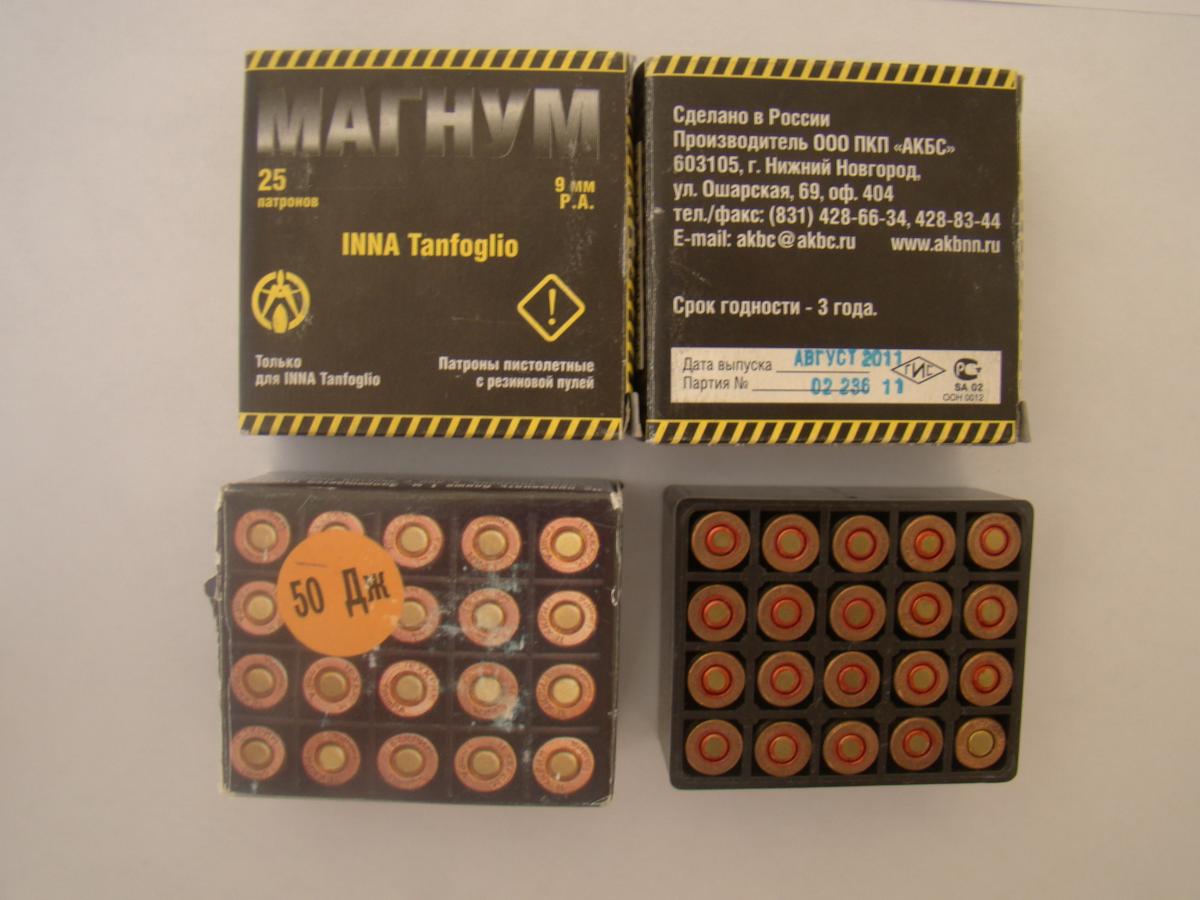 МАГНУМ
25
патронов
9 мм
P.A.
INNA Tanfoglio
Только
для INNA Tanfoglio
Патроны пистолетные
с резиновой пулей
Сделано в России
Производитель ООО ПКП «АКБС»
603105, г. Нижний Новгород,
ул. Ошарская, 69, оф. 404
тел./факс: (831) 428-66-34, 428-83-44
E-mail: akbc@akbc.ru www.akbnn.ru
Срок годности - 3 года.
Дата выпуска АВГУСТ 2011
Партия № 02 236 11
ГИС
РСТ
SA 02
ООН 0012
50 Дж